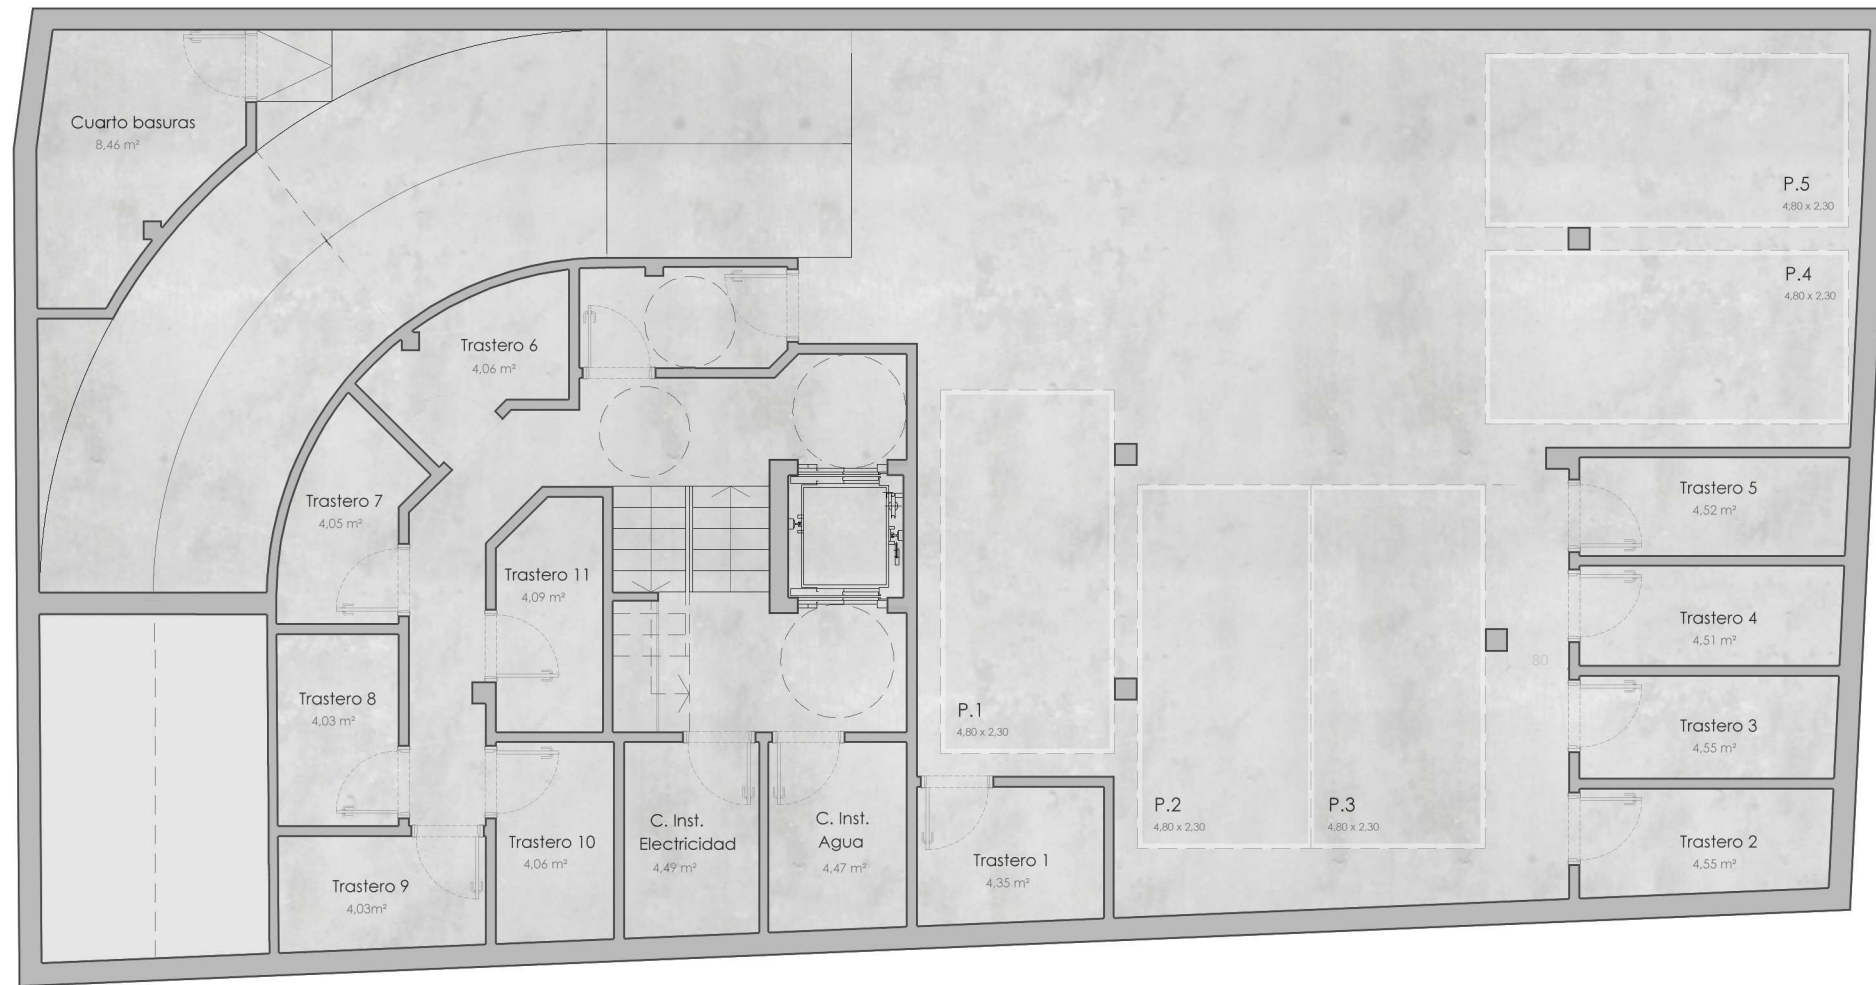 Cuarto basuras
8,46 m²
P.5
4,80 x 2,30
P.4
4,80 x 2,30
Trastero 6
4,06 m²
Trastero 7
4,05 m²
Trastero 5
4,52 m²
Trastero 11
4,09 m²
Trastero 4
4,51 m²
80
Trastero 8
4,03 m²
P.1
4,80 x 2,30
Trastero 3
4,55 m²
P.2
4,80 x 2,30
P.3
4,80 x 2,30
C. Inst.
Electricidad
4,49 m²
C. Inst.
Agua
4,47 m²
Trastero 10
4,06 m²
Trastero 1
4,35 m²
Trastero 2
4,55 m²
Trastero 9
4,03m²